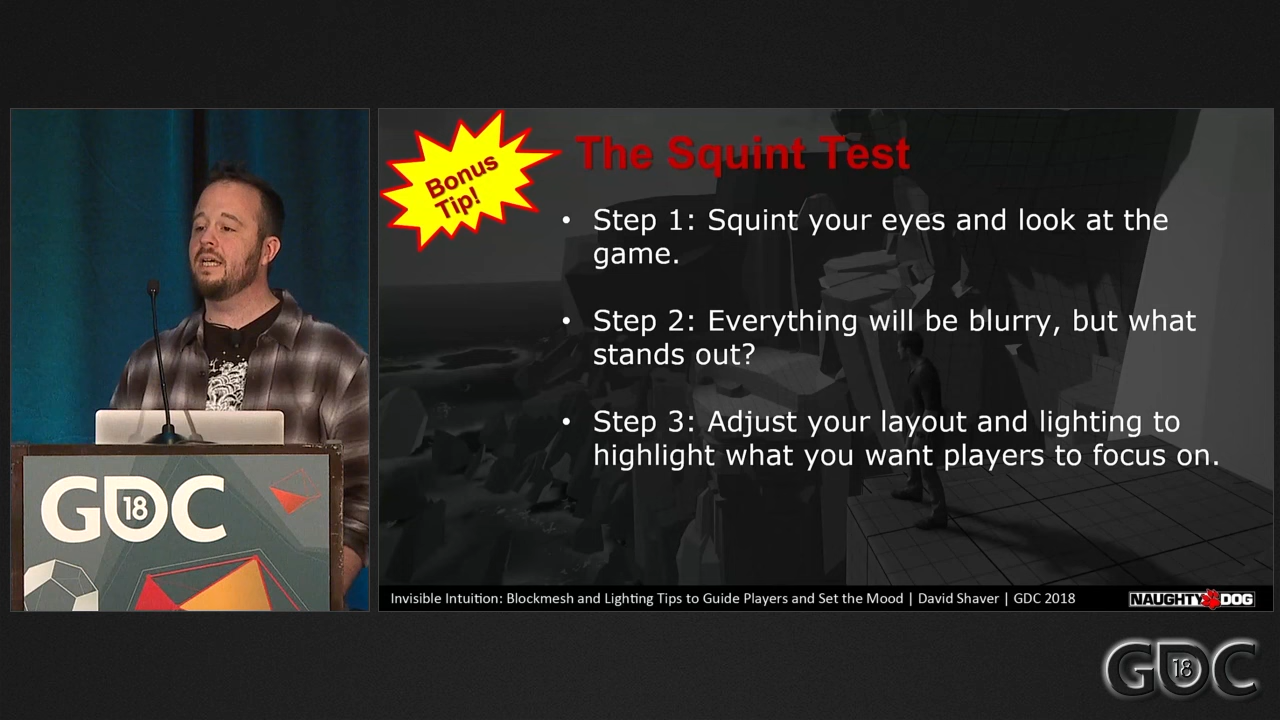 Bonus
Tip!
The Squint Test
• Step 1: Squint your eyes and look at the
game.
• Step 2: Everything will be blurry, but what
stands out?
• Step 3: Adjust your layout and lighting to
highlight what you want players to focus on.
GDC
18
Invisible Intuition: Blockmesh and Lighting Tips to Guide Players and Set the Mood | David Shaver | GDC 2018
NAUGHTY DOG
GDC
18